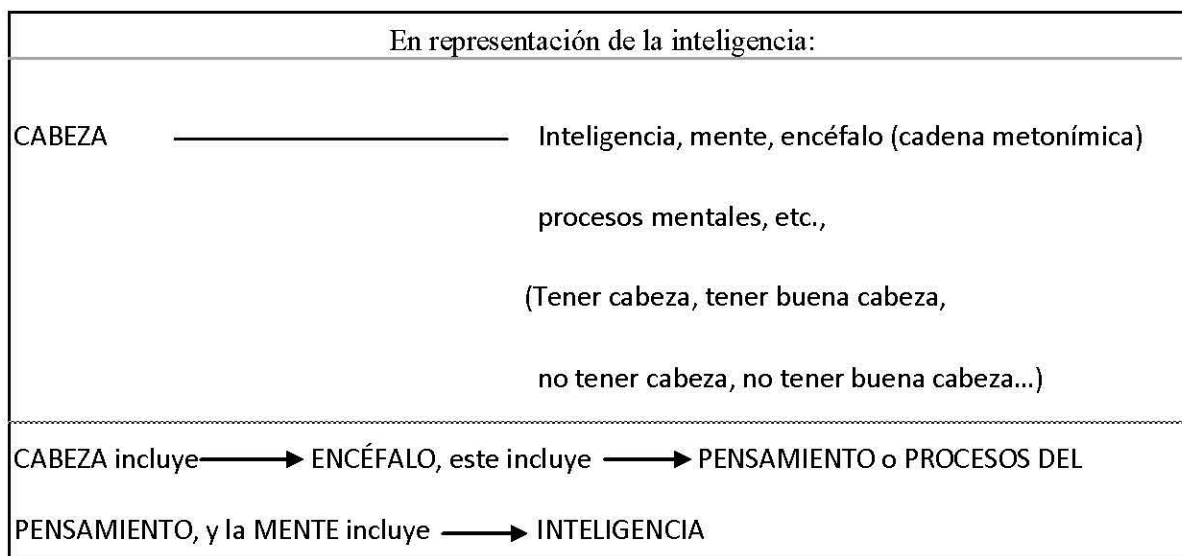 En representación de la inteligencia:
CABEZA Inteligencia, mente, encéfalo (cadena metonímica)
procesos mentales, etc.,
(Tener cabeza, tener buena cabeza,
no tener cabeza, no tener buena cabeza...)
CABEZA incluye ENCÉFALO, este incluye PENSAMIENTO o PROCESOS DEL
PENSAMIENTO, y la MENTE incluye INTELIGENCIA